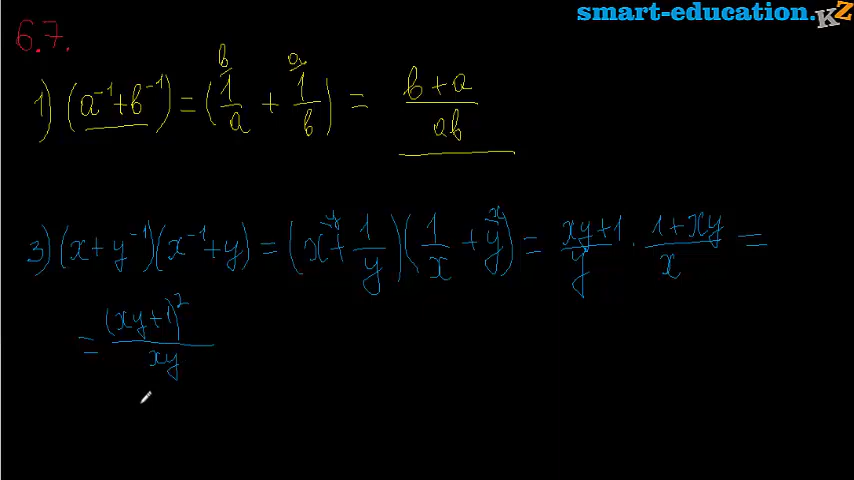 smart-education.KZ
6.7.
1) (a⁻¹+b⁻¹) = (1/a + 1/b) = b+a/ab
b a
3) (x+y⁻¹)(x⁻¹+y) = (x+1/y)(1/x+y) = xy+1/y · 1+xy/x =
y x
= (xy+1)²/xy